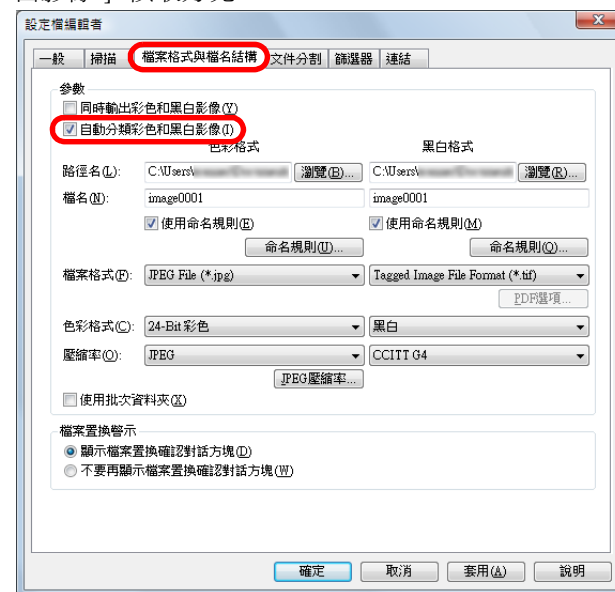 設定檔編輯者
一般 掃描 檔案格式與檔名結構 文件分割 篩選器 連結
參數
同時輸出彩色和黑白影像(Y)
自動分類彩色和黑白影像(I)
色彩格式 黑白格式
路徑名(L): C:\Users\ 瀏覽(B)... C:\Users\ 瀏覽(R)...
檔名(N): image0001 image0001
使用命名規則(E) 使用命名規則(M)
命名規則(U)... 命名規則(Q)...
檔案格式(F): JPEG File (*.jpg) Tagged Image File Format (*.tif)
PDF選項...
色彩格式(C): 24-Bit 彩色 黑白
壓縮率(O): JPEG CCITT G4
JPEG壓縮率...
使用批次資料夾(X)
檔案置換警示
顯示檔案置換確認對話方塊(D)
不要再顯示檔案置換確認對話方塊(W)
確定 取消 套用(A) 說明